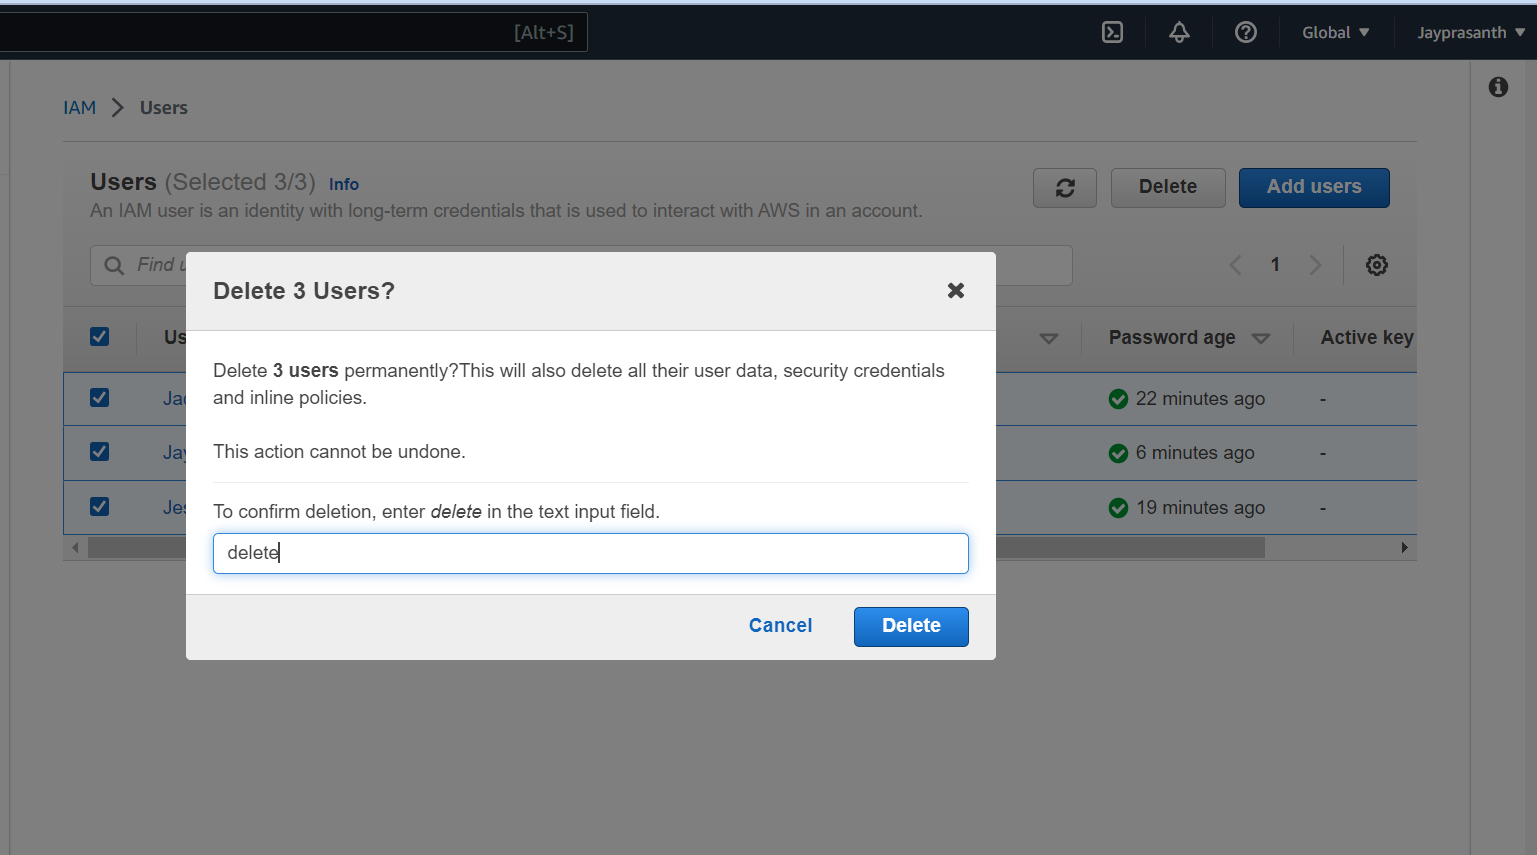 [Alt+S]
Global
Jayprasanth
IAM
Users
Users (Selected 3/3) Info
An IAM user is an identity with long-term credentials that is used to interact with AWS in an account.
Delete
Add users
Find
1
Password age
Active key
22 minutes ago
-
6 minutes ago
-
19 minutes ago
-
Delete 3 Users?
Delete 3 users permanently?This will also delete all their user data, security credentials
and inline policies.
This action cannot be undone.
To confirm deletion, enter delete in the text input field.
delete
Cancel
Delete